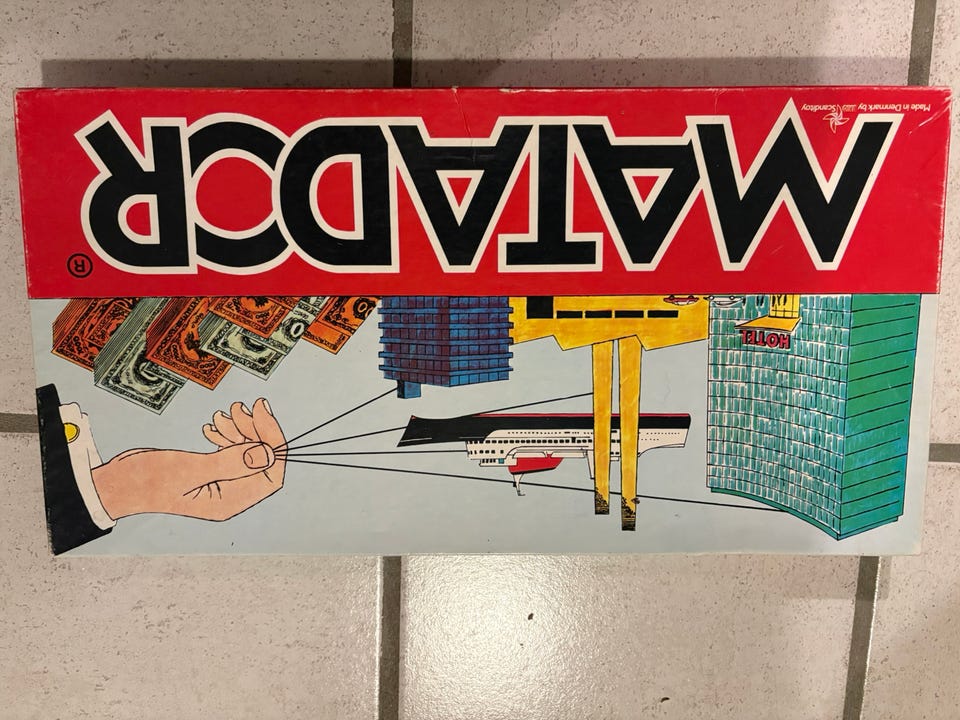 Made in Denmark by Scanditoy
MATADOR
®
HOTEL